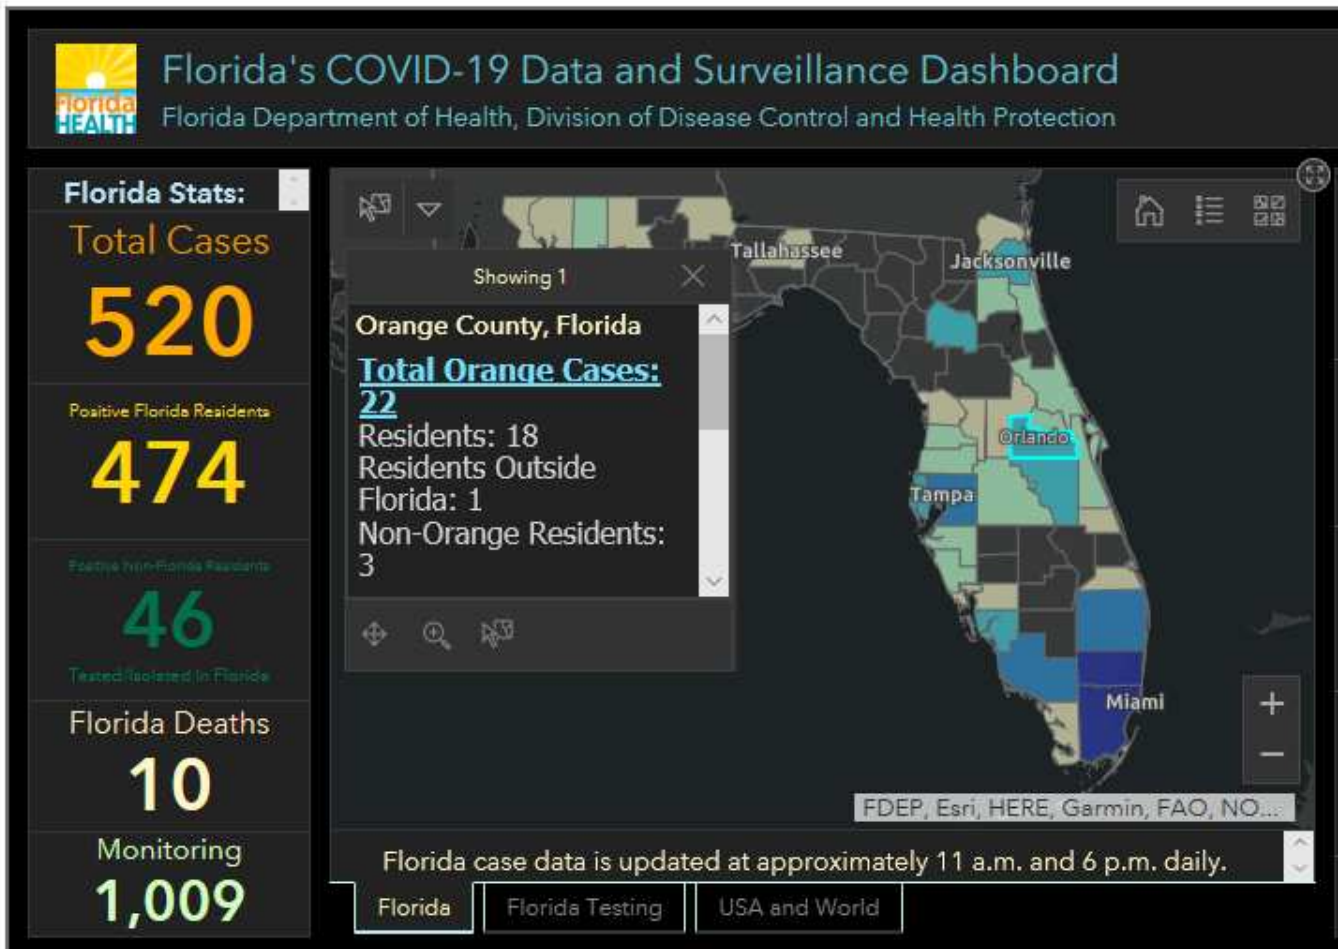 Florida HEALTH
Florida's COVID-19 Data and Surveillance Dashboard
Florida Department of Health, Division of Disease Control and Health Protection
Florida Stats:
Total Cases
520
Positive Florida Residents
474
Positive Non-Florida Residents
46
Tested/Isolated in Florida
Florida Deaths
10
Monitoring
1,009
Showing 1
Orange County, Florida
Total Orange Cases:
22
Residents: 18
Residents Outside
Florida: 1
Non-Orange Residents:
3
Tallahassee
Jacksonville
Orlando
Tampa
Miami
FDEP, Esri, HERE, Garmin, FAO, NO...
Florida case data is updated at approximately 11 a.m. and 6 p.m. daily.
Florida
Florida Testing
USA and World